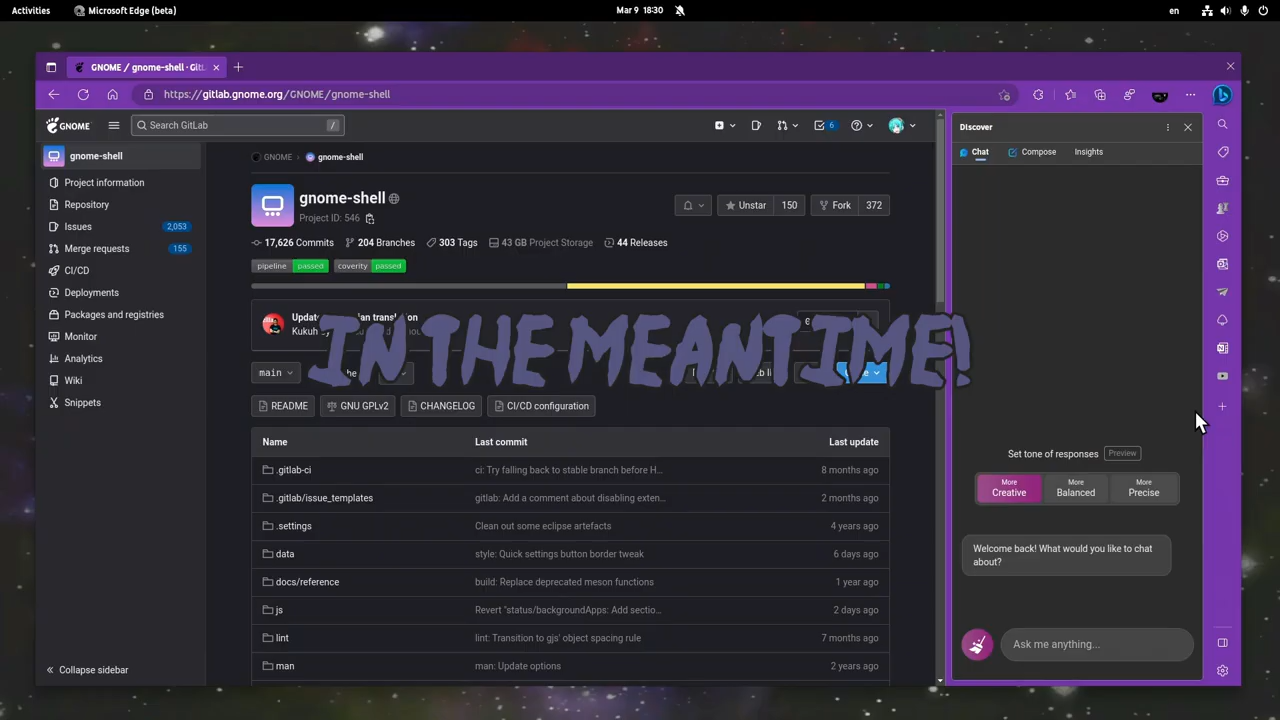 Activities
Microsoft Edge (beta)
Mar 9 18:30
en
GNOME / gnome-shell · GitL
https://gitlab.gnome.org/GNOME/gnome-shell
GNOME
Search GitLab
/
6
gnome-shell
Project information
Repository
Issues
2,053
Merge requests
155
CI/CD
Deployments
Packages and registries
Monitor
Analytics
Wiki
Snippets
Collapse sidebar
GNOME › gnome-shell
gnome-shell
Project ID: 546
Unstar 150
Fork 372
17,626 Commits
204 Branches
303 Tags
43 GB Project Storage
44 Releases
pipeline passed
coverity passed
IN THE MEANTIME!
main
README
GNU GPLv2
CHANGELOG
CI/CD configuration
Name Last commit Last update
.gitlab-ci ci: Try falling back to stable branch before H... 8 months ago
.gitlab/issue_templates gitlab: Add a comment about disabling exten... 2 months ago
.settings Clean out some eclipse artefacts 4 years ago
data style: Quick settings button border tweak 6 days ago
docs/reference build: Replace deprecated meson functions 1 year ago
js Revert "status/backgroundApps: Add sectio... 2 days ago
lint lint: Transition to gjs' object spacing rule 7 months ago
man man: Update options 2 years ago
Discover
Chat
Compose
Insights
Set tone of responses Preview
More Creative
More Balanced
More Precise
Welcome back! What would you like to chat
about?
Ask me anything...